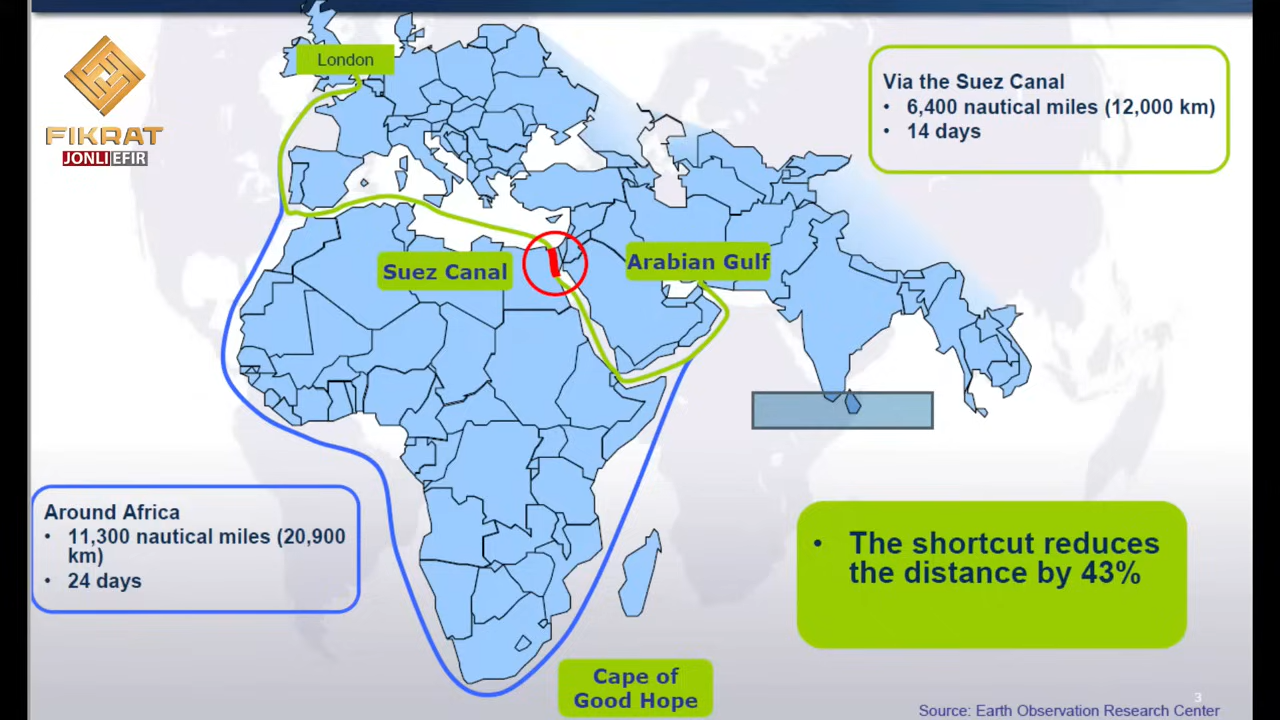 London
FIKRAT
JONLI EFIR
Via the Suez Canal
• 6,400 nautical miles (12,000 km)
• 14 days
Suez Canal
Arabian Gulf
Around Africa
• 11,300 nautical miles (20,900
km)
• 24 days
• The shortcut reduces
the distance by 43%
Cape of
Good Hope
3
Source: Earth Observation Research Center